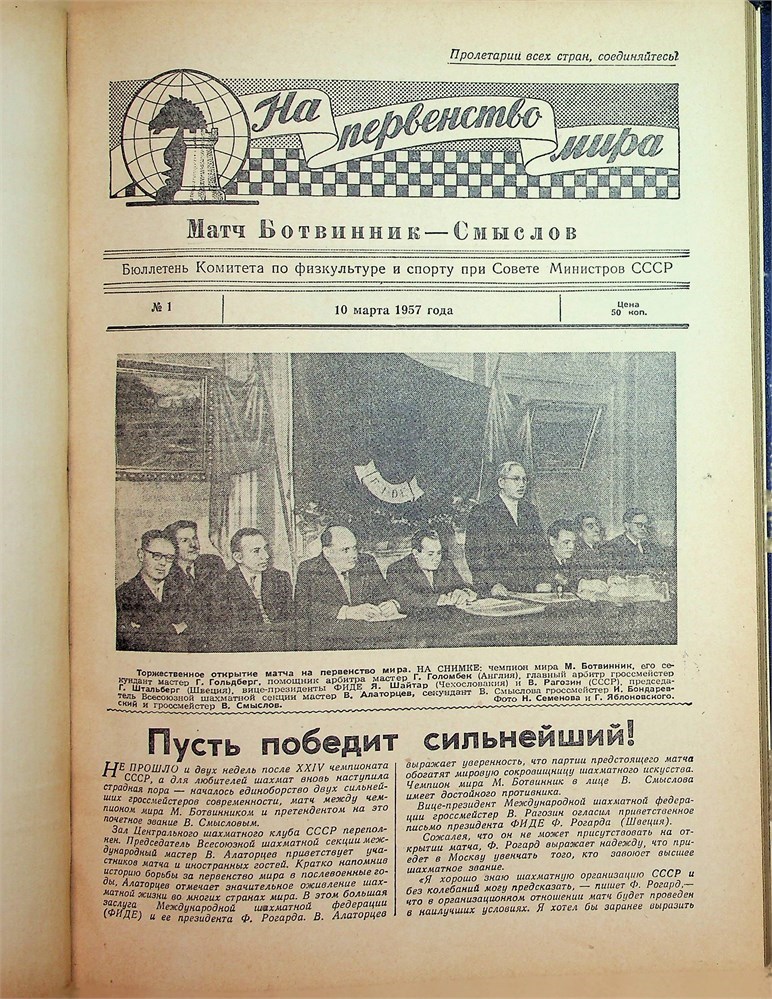 Пролетарии всех стран, соединяйтесь!
На
первенство
мира
Матч Ботвинник—Смыслов
Бюллетень Комитета по физкультуре и спорту при Совете Министров СССР
№ 1
10 марта 1957 года
Цена
50 коп.
Торжественное открытие матча на первенство мира. НА СНИМКЕ: чемпион мира М. Ботвинник, его се-
кундант мастер Г. Гольдберг, помощник арбитра мастер Г. Голомбек (Англия), главный арбитр гроссмейстер
Г. Штальберг (Швеция), вице-президенты ФИДЕ Я. Шайтар (Чехословакия) и В. Рагозин (СССР), председа-
тель Всесоюзной шахматной секции мастер В. Алаторцев, секундант В. Смыслова гроссмейстер И. Бондарев-
ский и гроссмейстер В. Смыслов.
Фото Н. Семенова и Г. Яблоновского.
Пусть победит сильнейший!
НЕ ПРОШЛО и двух недель после XXIV чемпионата
СССР, а для любителей шахмат вновь наступила
страдная пора — началось единоборство двух сильней-
ших гроссмейстеров современности, матч между чем-
пионом мира М. Ботвинником и претендентом на это
почетное звание В. Смысловым.
Зал Центрального шахматного клуба СССР перепол-
нен. Председатель Всесоюзной шахматной секции меж-
дународный мастер В. Алаторцев приветствует уча-
стников матча и иностранных гостей. Кратко напомнив
историю борьбы за первенство мира в послевоенные го-
ды, Алаторцев отмечает значительное оживление шах-
матной жизни во многих странах мира. В этом большая
заслуга Международной шахматной федерации
(ФИДЕ) и ее президента Ф. Рогарда. В. Алаторцев
выражает уверенность, что партии предстоящего матча
обогатят мировую сокровищницу шахматного искусства.
Чемпион мира М. Ботвинник в лице В. Смыслова
имеет достойного противника.
Вице-президент Международной шахматной федера-
ции гроссмейстер В. Рагозин огласил приветственное
письмо президента ФИДЕ Ф. Рогарда (Швеция).
Сожалея, что он не может присутствовать на от-
крытии матча, Ф. Рогард выражает надежду, что при-
едет в Москву увенчать того, кто завоюет высшее
шахматное звание.
«Я хорошо знаю шахматную организацию СССР и
без колебаний могу предсказать, — пишет Ф. Рогард,—
что в организационном отношении матч будет проведен
в наилучших условиях. Я хотел бы заранее выразить